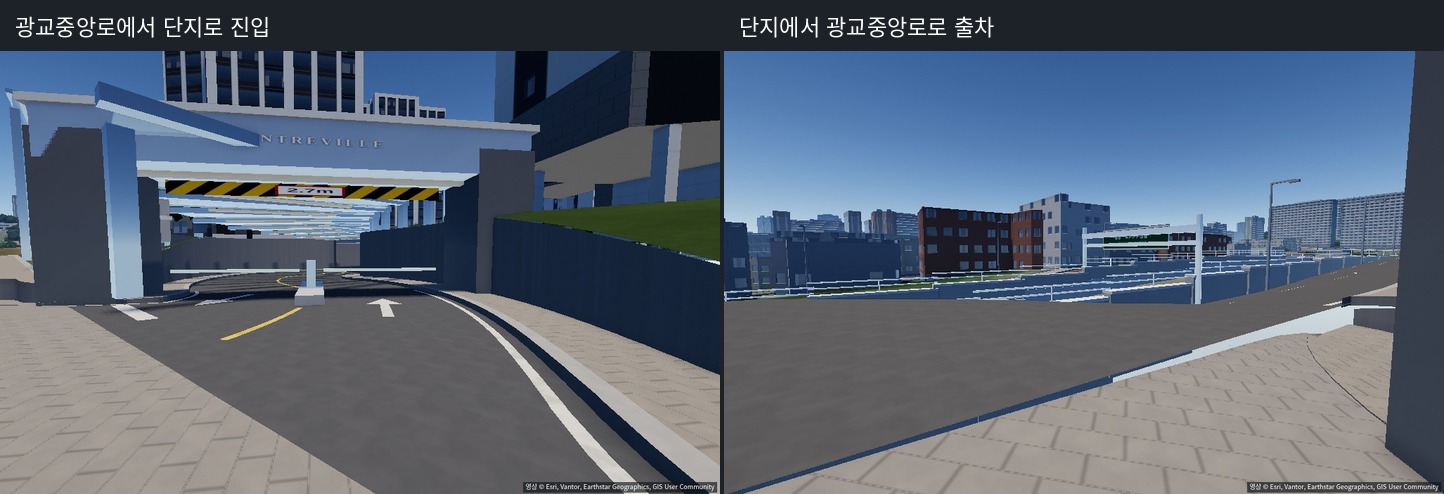 광교중앙로에서 단지로 진입
단지에서 광교중앙로로 출차
NTREVILLE
2.7m
영상 © Esri, Vantor, Earthstar Geographics, GIS User Community
영상 © Esri, Vantor, Earthstar Geographics, GIS User Community